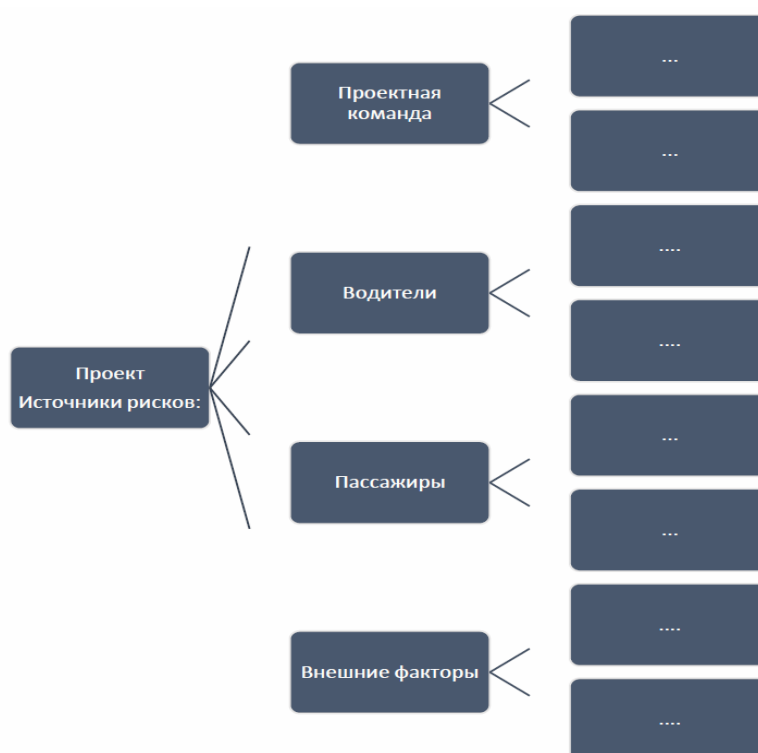 Проект
Источники рисков:
Проектная
команда
...
...
Водители
....
....
Пассажиры
...
...
Внешние факторы
....
....